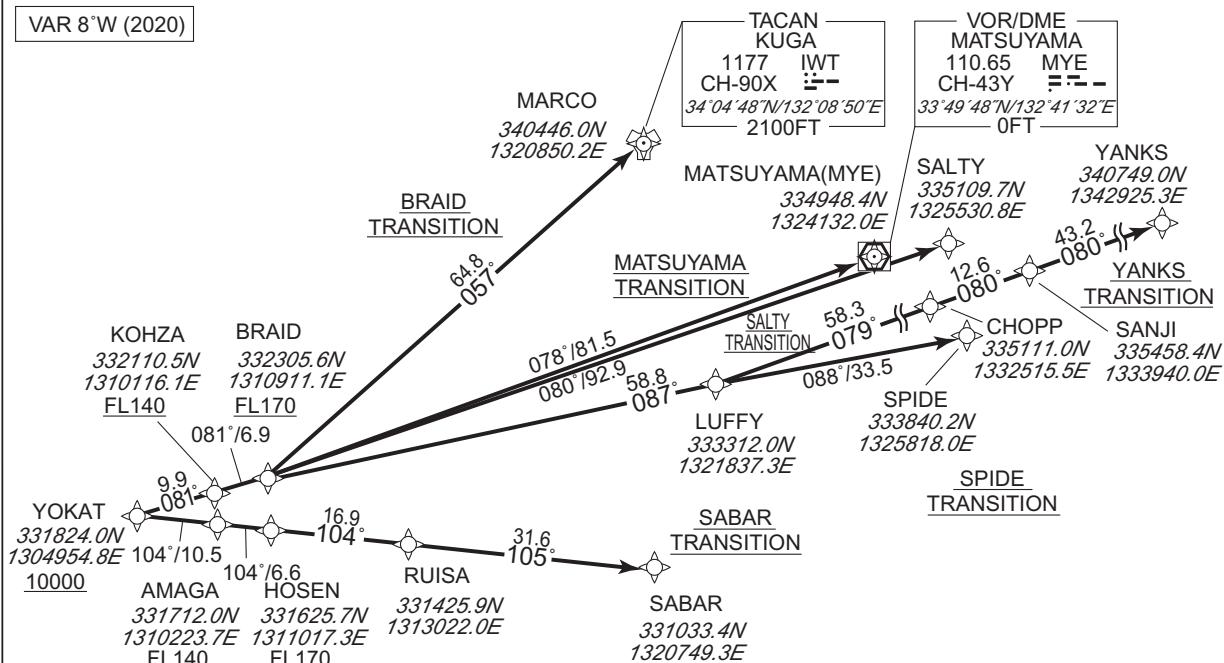 VAR 8°W (2020)
TACAN
KUGA
1177 IWT
CH-90X
34°04′48″N/132°08′50″E
2100FT
VOR/DME
MATSUYAMA
110.65 MYE
CH-43Y
33°49′48″N/132°41′32″E
0FT
MARCO
340446.0N
1320850.2E
BRAID
TRANSITION
64.8
057°
MATSUYAMA(MYE)
334948.4N
1324132.0E
SALTY
335109.7N
1325530.8E
YANKS
340749.0N
1342925.3E
43.2
080°
YANKS
TRANSITION
12.6
080°
MATSUYAMA
TRANSITION
SALTY
TRANSITION
58.3
079°
CHOPP
335111.0N
1332515.5E
SANJI
335458.4N
1333940.0E
078°/81.5
080°/92.9
58.8
087°
088°/33.5
KOHZA
332110.5N
1310116.1E
FL140
BRAID
332305.6N
1310911.1E
FL170
081°/6.9
LUFFY
333312.0N
1321837.3E
SPIDE
333840.2N
1325818.0E
SPIDE
TRANSITION
9.9
081°
YOKAT
331824.0N
1304954.8E
10000
104°/10.5
104°/6.6
16.9
104°
31.6
105°
SABAR
TRANSITION
AMAGA
331712.0N
1310223.7E
FL140
HOSEN
331625.7N
1311017.3E
FL170
RUISA
331425.9N
1313022.0E
SABAR
331033.4N
1320749.3E